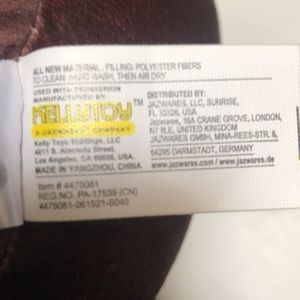 ALL NEW MATERIAL, FILLING: POLYESTER FIBERS
TO CLEAN: HAND WASH, THEN AIR DRY
USED WITH PERMISSION
MANUFACTURED BY:
KELLYTOY
A JAZWARES COMPANY
Kelly Toys Holdings, LLC
4811 S. Alameda Street,
Los Angeles, CA 90058, USA
MADE IN YANGZHOU, CHINA
DISTRIBUTED BY:
JAZWARES, LLC, SUNRISE,
FL 33326, USA
Jazwares, 16A CRANE GROVE, LONDON,
N7 8LE, UNITED KINGDOM
JAZWARES GMBH, MINA-REES-STR. 8,
64295 DARMSTADT, GERMANY
www.jazwares.com www.jazwares.de
Item # 4475081
REG.NO. PA-17539 (CN)
4475081-061521-S040